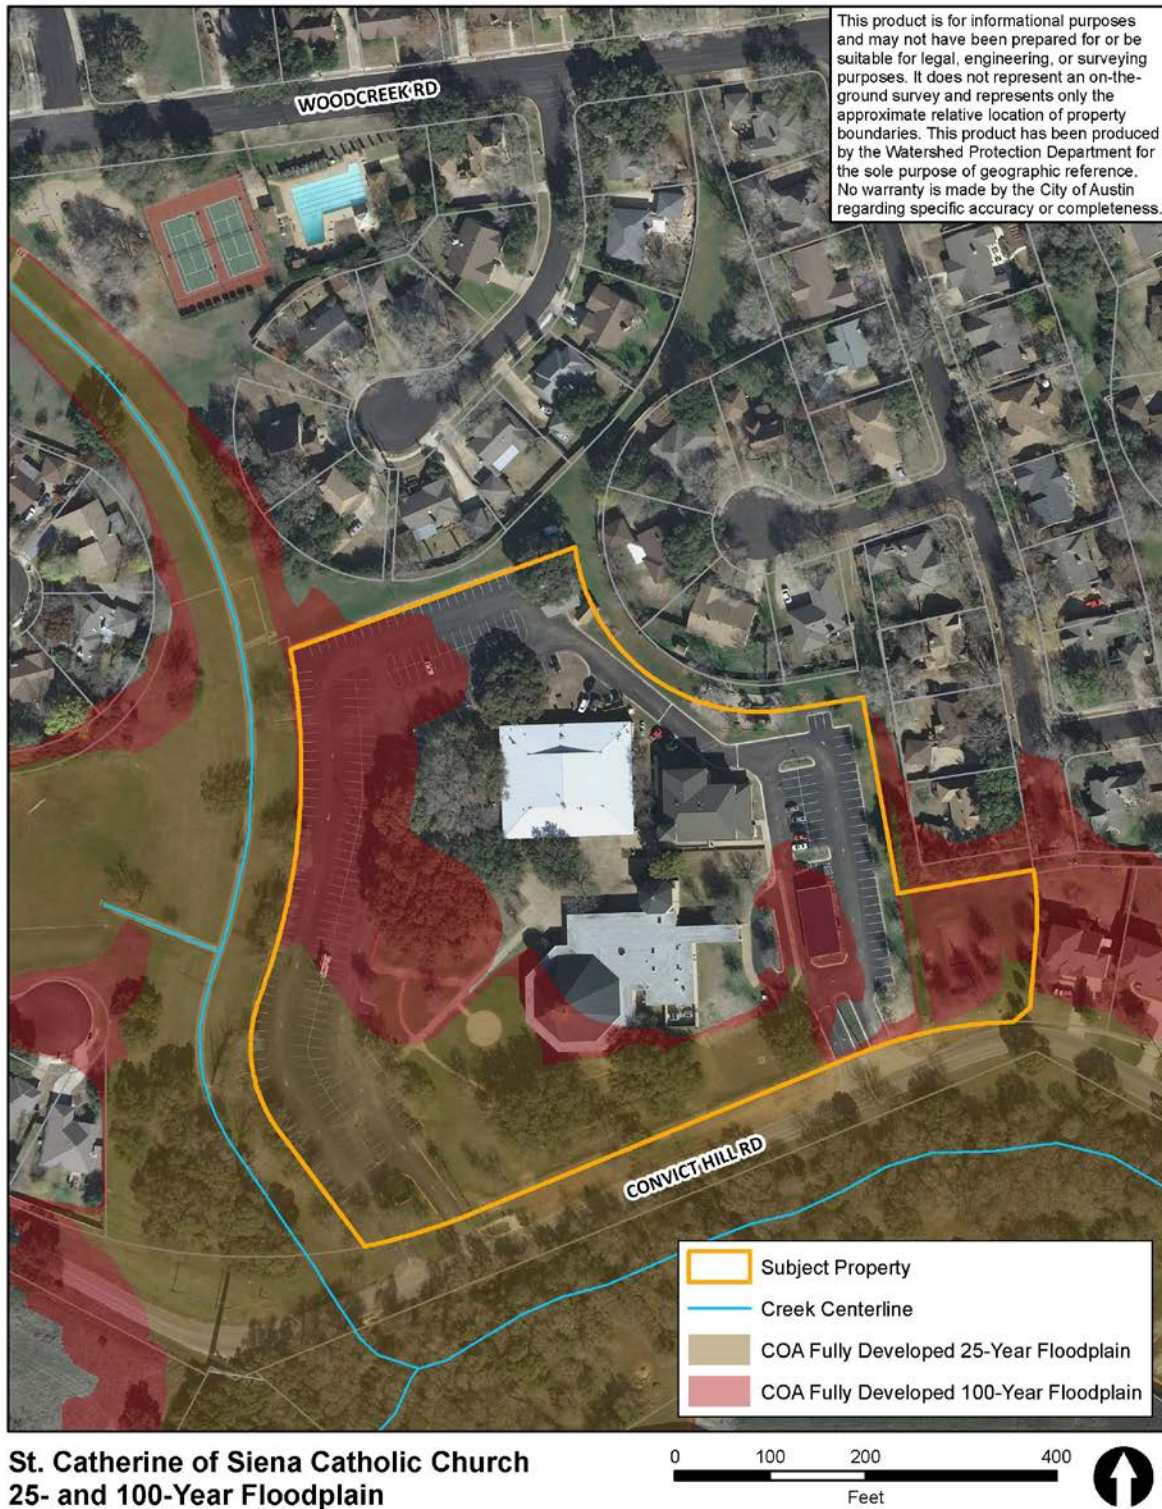 This product is for informational purposes
and may not have been prepared for or be
suitable for legal, engineering, or surveying
purposes. It does not represent an on-the-
ground survey and represents only the
approximate relative location of property
boundaries. This product has been produced
by the Watershed Protection Department for
the sole purpose of geographic reference.
No warranty is made by the City of Austin
regarding specific accuracy or completeness.
WOODCREEK RD
CONVICT HILL RD
Subject Property
Creek Centerline
COA Fully Developed 25-Year Floodplain
COA Fully Developed 100-Year Floodplain
St. Catherine of Siena Catholic Church
25- and 100-Year Floodplain
0 100 200 400
Feet